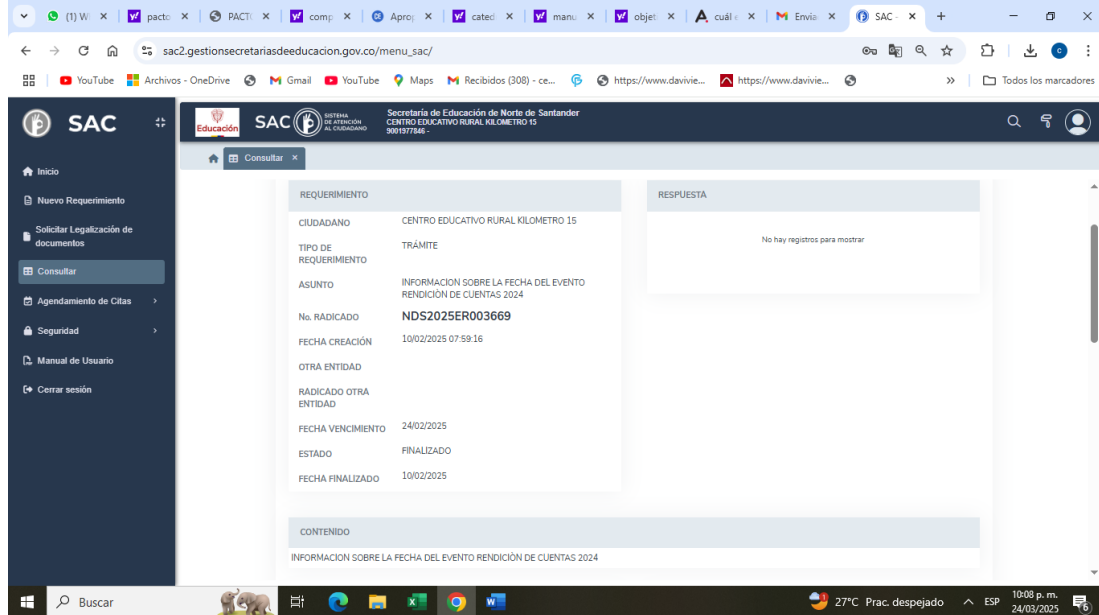 (1) W
pacto
PACT
comp
Aprop
cated
manu
objet
cuál e
Envia
SAC -
sac2.gestionsecretariasdeeducacion.gov.co/menu_sac/
YouTube
Archivos - OneDrive
Gmail
YouTube
Maps
Recibidos (308) - ce...
https://www.davivie...
https://www.davivie...
Todos los marcadores
SAC
Educación
SAC
SISTEMA
DE ATENCIÓN
AL CIUDADANO
Secretaría de Educación de Norte de Santander
CENTRO EDUCATIVO RURAL KILOMETRO 15
9001977846 -
Consultar
Inicio
Nuevo Requerimiento
Solicitar Legalización de
documentos
Consultar
Agendamiento de Citas
Seguridad
Manual de Usuario
Cerrar sesión
REQUERIMIENTO
CIUDADANO CENTRO EDUCATIVO RURAL KILOMETRO 15
TIPO DE
REQUERIMIENTO
TRÁMITE
ASUNTO
INFORMACION SOBRE LA FECHA DEL EVENTO
RENDICIÒN DE CUENTAS 2024
No. RADICADO NDS2025ER003669
FECHA CREACIÓN 10/02/2025 07:59:16
OTRA ENTIDAD
RADICADO OTRA
ENTIDAD
FECHA VENCIMIENTO 24/02/2025
ESTADO FINALIZADO
FECHA FINALIZADO 10/02/2025
RESPUESTA
No hay registros para mostrar
CONTENIDO
INFORMACION SOBRE LA FECHA DEL EVENTO RENDICIÒN DE CUENTAS 2024
Buscar
27°C Prac. despejado
ESP
10:08 p. m.
24/03/2025
6